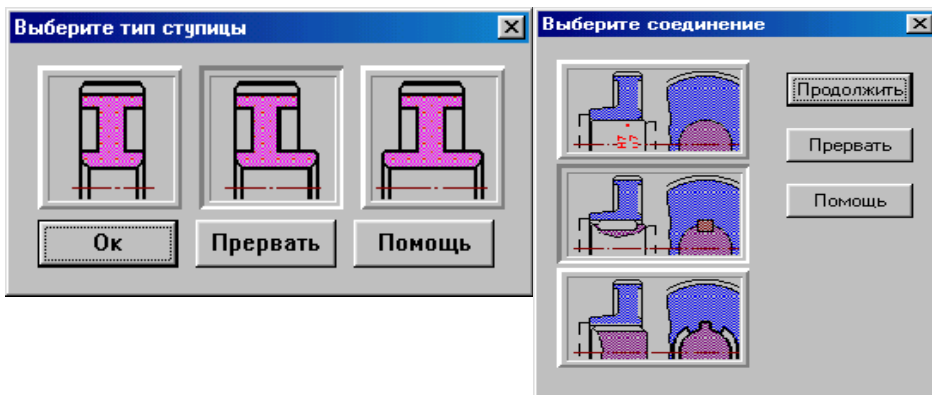 Выберите тип ступицы
Ок
Прервать
Помощь
Выберите соединение
Продолжить
Прервать
Помощь